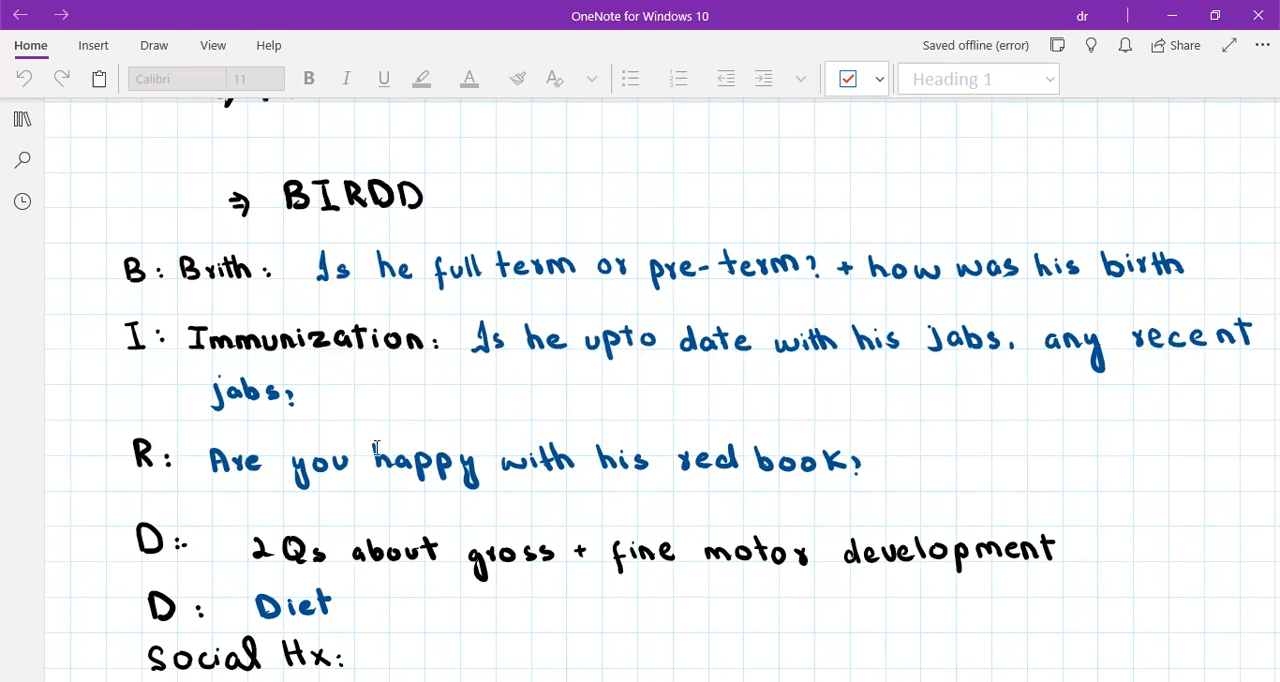 OneNote for Windows 10
dr
Home Insert Draw View Help
Saved offline (error)
Share
Calibri 11
B I U A
Heading 1
⇒ BIRDD
B: Brith: Is he full term or pre-term? + how was his birth
I: Immunization: Is he upto date with his jabs. any recent
jabs?
R: Are you happy with his red book?
D:- 2Qs about gross + fine motor development
D: Diet
Social Hx: